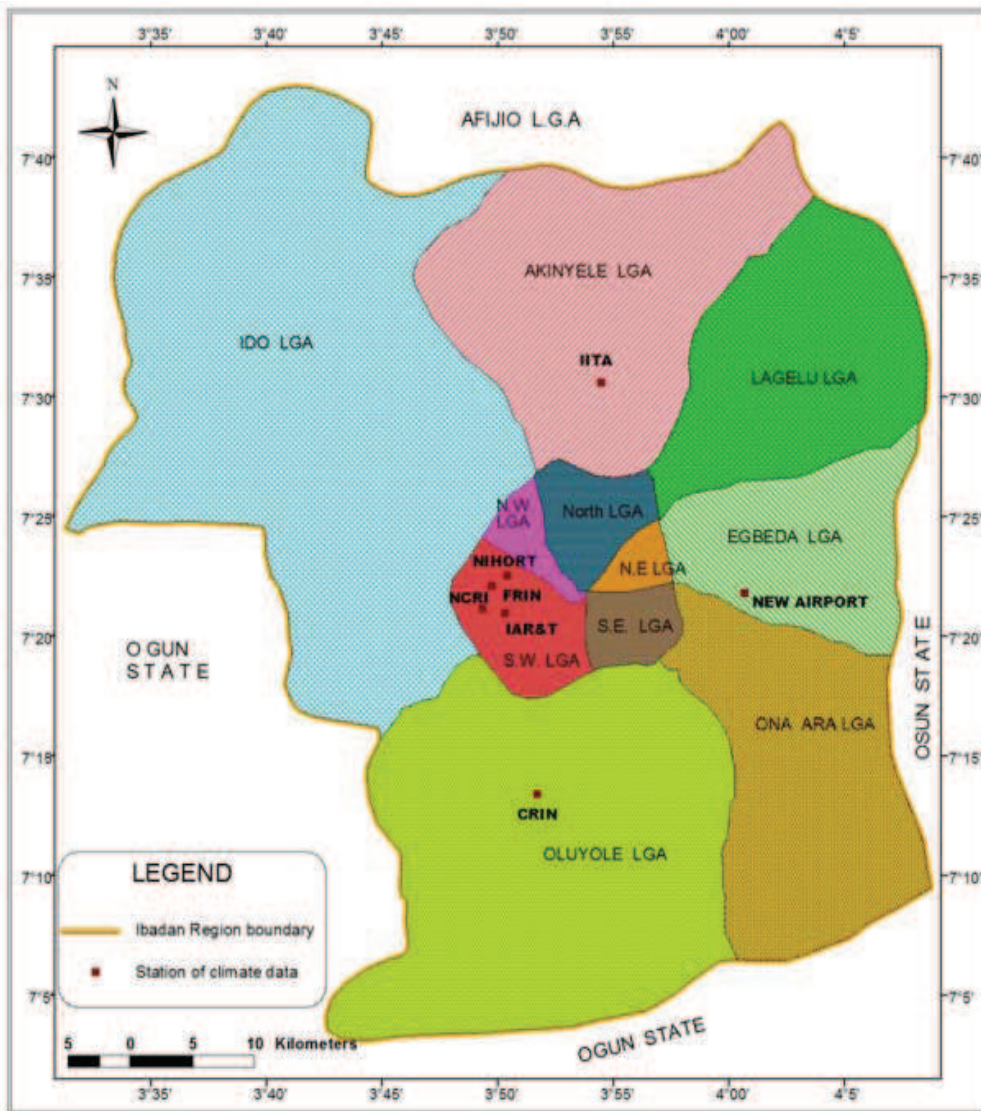 3°35' 3°40' 3°45' 3°50' 3°55' 4°00' 4°5'
N
AFIJIO L.G.A
7°40' 7°40'
AKINYELE LGA
7°35' 7°35'
IDO LGA
IITA
LAGELU LGA
7°30' 7°30'
N.W
LGA
North LGA
7°25' 7°25'
EGBEDA LGA
NIHORT
N.E LGA
NCRI FRIN
NEW AIRPORT
IAR&T
S.E. LGA
7°20' 7°20'
OGUN
STATE
S.W. LGA
OSUN STATE
ONA ARA LGA
7°15' 7°15'
CRIN
OLUYOLE LGA
LEGEND
7°10' 7°10'
Ibadan Region boundary
Station of climate data
7°5' 7°5'
OGUN STATE
5 0 5 10 Kilometers
3°35' 3°40' 3°45' 3°50' 3°55' 4°00' 4°5'